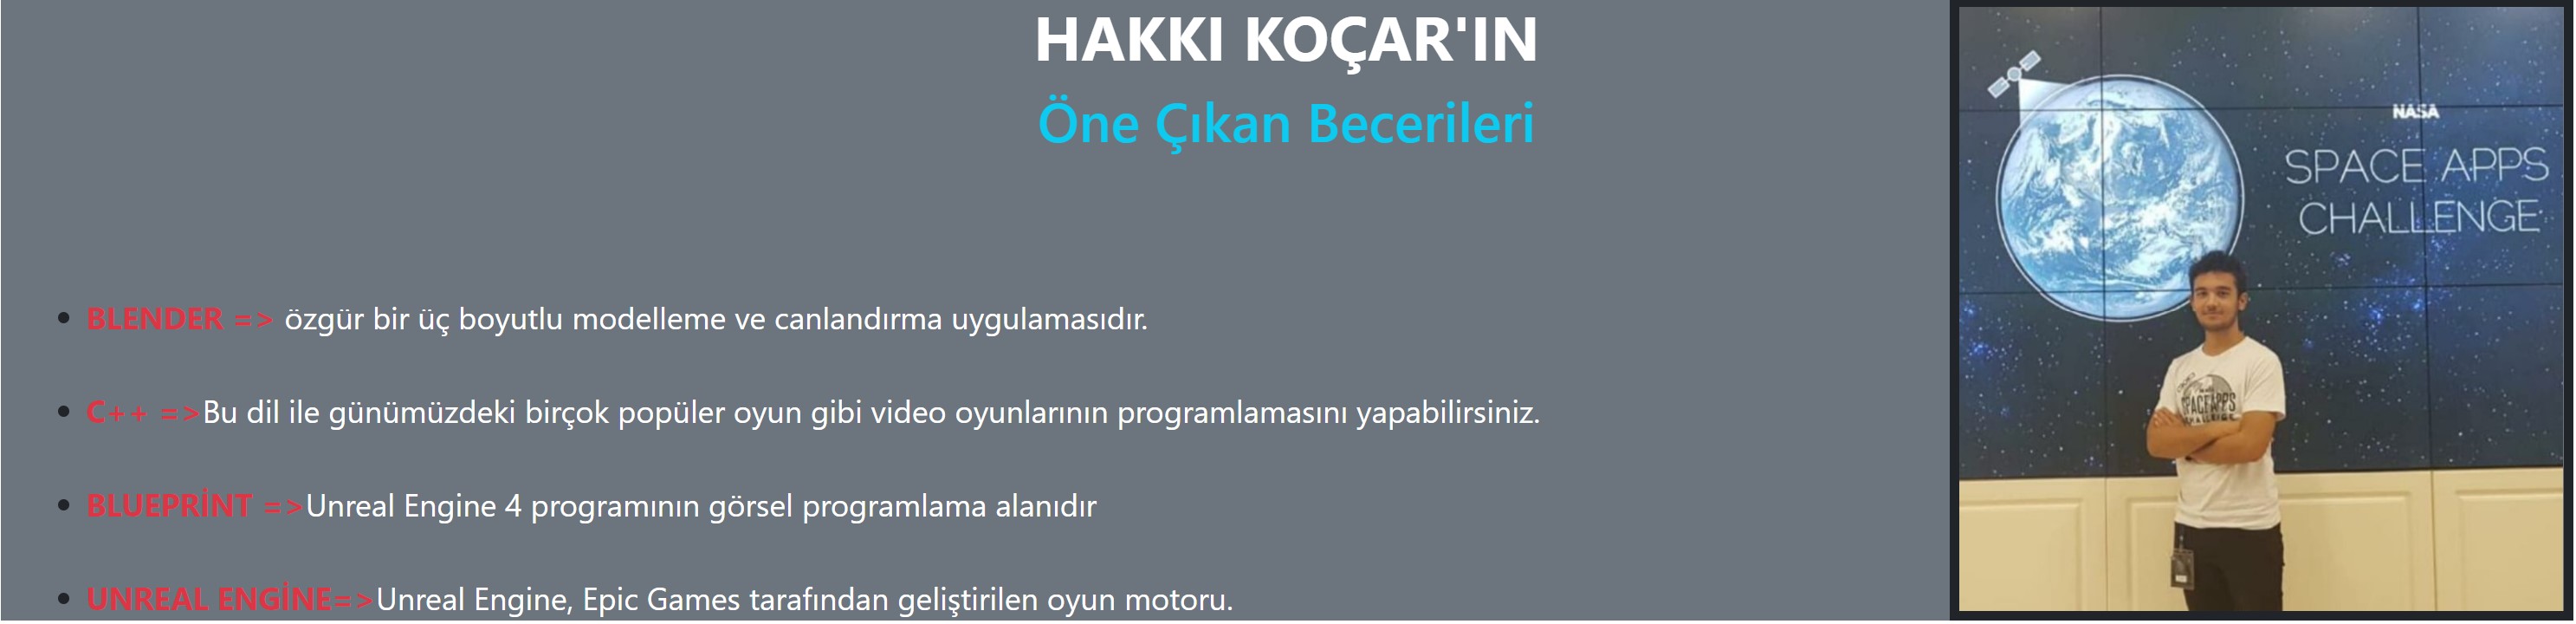 HAKKI KOÇAR'IN
Öne Çıkan Becerileri
BLENDER => özgür bir üç boyutlu modelleme ve canlandırma uygulamasıdır.
C++ =>Bu dil ile günümüzdeki birçok popüler oyun gibi video oyunlarının programlamasını yapabilirsiniz.
BLUEPRİNT =>Unreal Engine 4 programının görsel programlama alanıdır
UNREAL ENGİNE=>Unreal Engine, Epic Games tarafından geliştirilen oyun motoru.
NASA
SPACE APPS
CHALLENGE
SPACE APPS
CHALLENGE